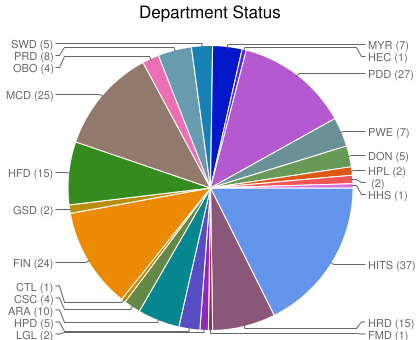 Department Status
SWD (5)
PRD (8)
OBO (4)
MCD (25)
HFD (15)
GSD (2)
FIN (24)
CTL (1)
CSC (4)
ARA (10)
HPD (5)
LGL (2)
MYR (7)
HEC (1)
PDD (27)
PWE (7)
DON (5)
HPL (2)
(2)
HHS (1)
HITS (37)
HRD (15)
FMD (1)